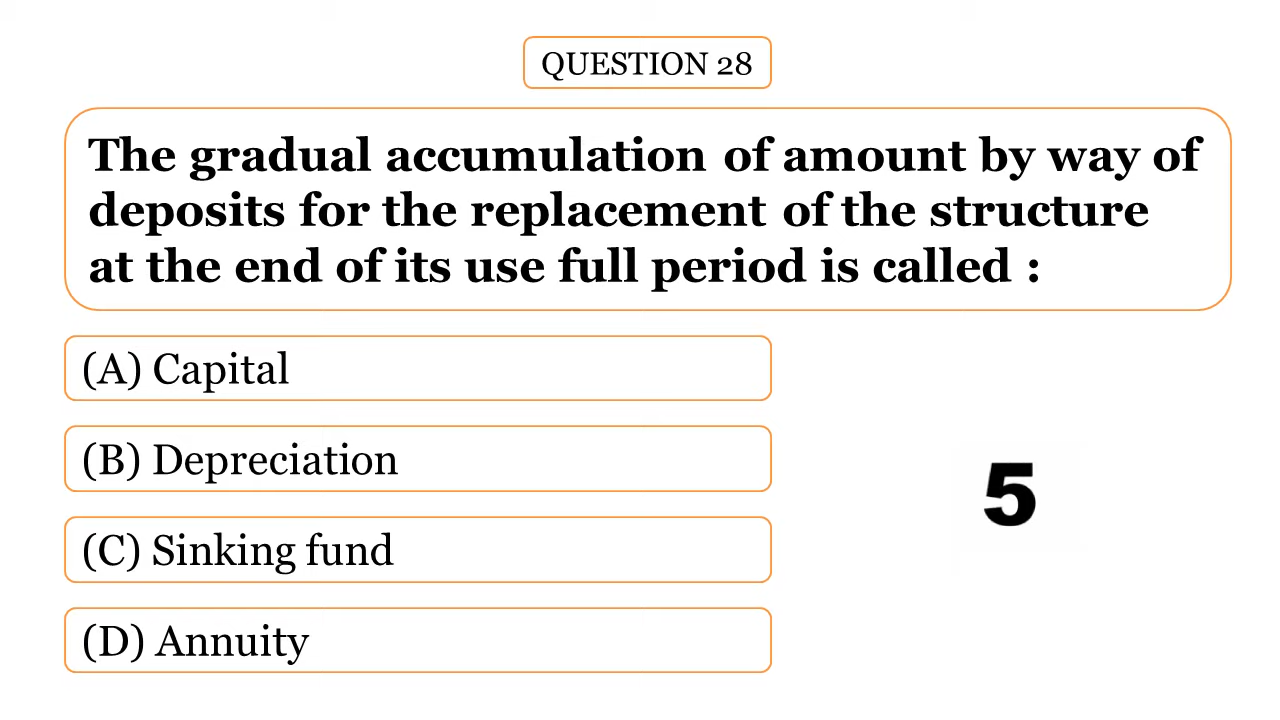 QUESTION 28
The gradual accumulation of amount by way of
deposits for the replacement of the structure
at the end of its use full period is called :
(A) Capital
(B) Depreciation
(C) Sinking fund
(D) Annuity
5